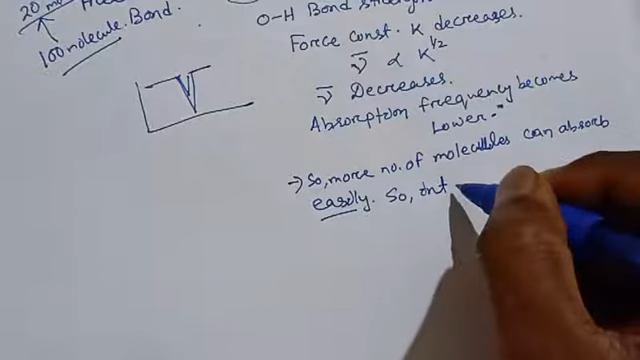 20 mo
100 molecule. Bond.
O-H Bond
Force const. K decreases.
ν̄ ∝ K^1/2
ν̄ Decreases.
Absorption frequency becomes
Lower.
→ So, more no. of molecules can absorb
easily. So, int